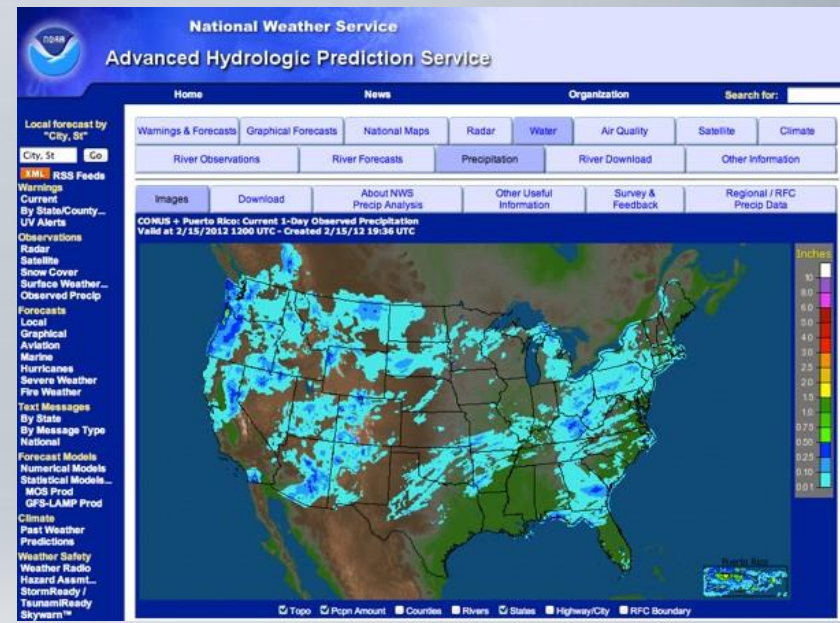 NOAA
National Weather Service
Advanced Hydrologic Prediction Service
Home News Organization Search for:
Local forecast by
"City, St"
City, St Go
XML RSS Feeds
Warnings
Current
By State/County...
UV Alerts
Observations
Radar
Satellite
Snow Cover
Surface Weather...
Observed Precip
Forecasts
Local
Graphical
Aviation
Marine
Hurricanes
Severe Weather
Fire Weather
Text Messages
By State
By Message Type
National
Forecast Models
Numerical Models
Statistical Models...
MOS Prod
GFS-LAMP Prod
Climate
Past Weather
Predictions
Weather Safety
Weather Radio
Hazard Assmt...
StormReady /
TsunamiReady
Skywarn™
Warnings & Forecasts Graphical Forecasts National Maps Radar Water Air Quality Satellite Climate
River Observations River Forecasts Precipitation River Download Other Information
Images Download About NWS Precip Analysis Other Useful Information Survey & Feedback Regional / RFC Precip Data
CONUS + Puerto Rico: Current 1-Day Observed Precipitation
Valid at 2/15/2012 1200 UTC - Created 2/15/12 19:36 UTC
Inches
10
8.0
6.0
5.0
4.0
3.0
2.5
2.0
1.5
1.0
0.75
0.50
0.25
0.10
0.01
Puerto Rico
Topo Pcpn Amount Counties Rivers States Highway/City RFC Boundary